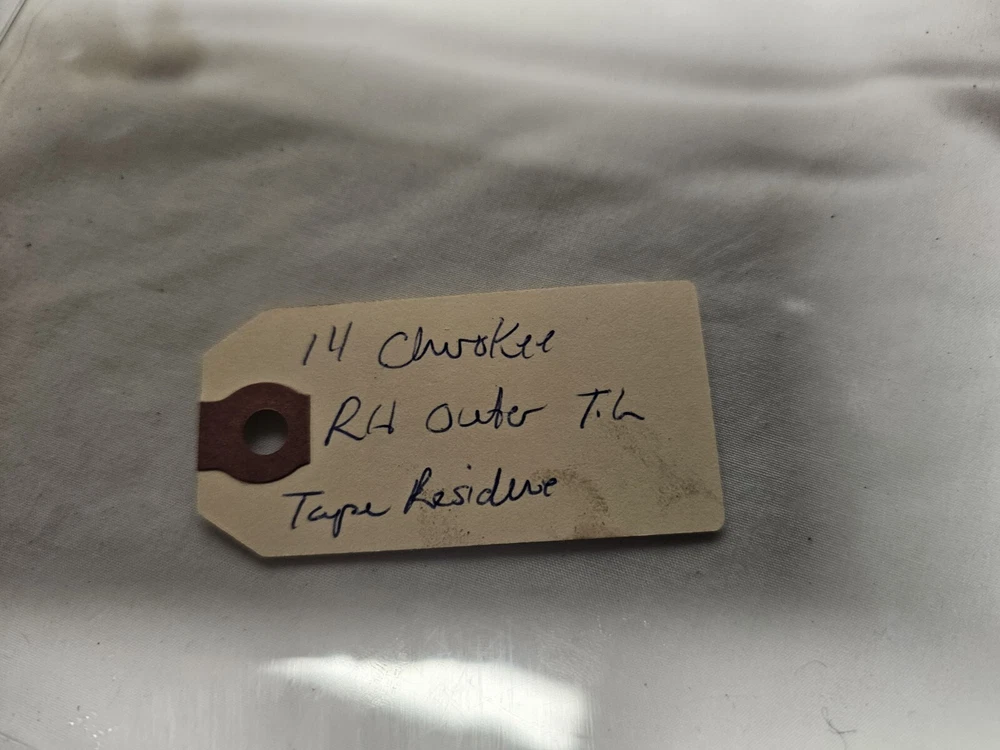 14 Cherokee
RH Outer T.L
Tape Residue